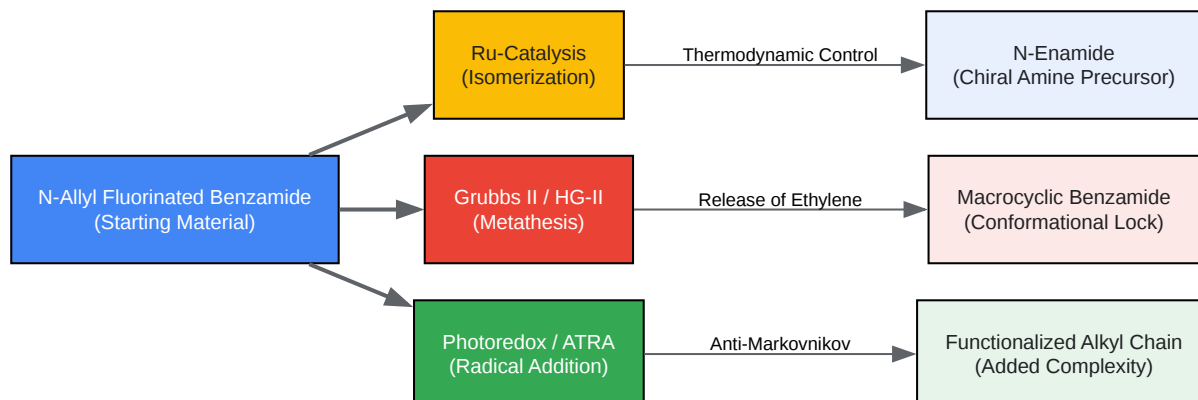 Ru-Catalysis
(Isomerization)
Thermodynamic Control
N-Enamide
(Chiral Amine Precursor)
N-Allyl Fluorinated Benzamide
(Starting Material)
Grubbs II / HG-II
(Metathesis)
Release of Ethylene
Macrocyclic Benzamide
(Conformational Lock)
Photoredox / ATRA
(Radical Addition)
Anti-Markovnikov
Functionalized Alkyl Chain
(Added Complexity)